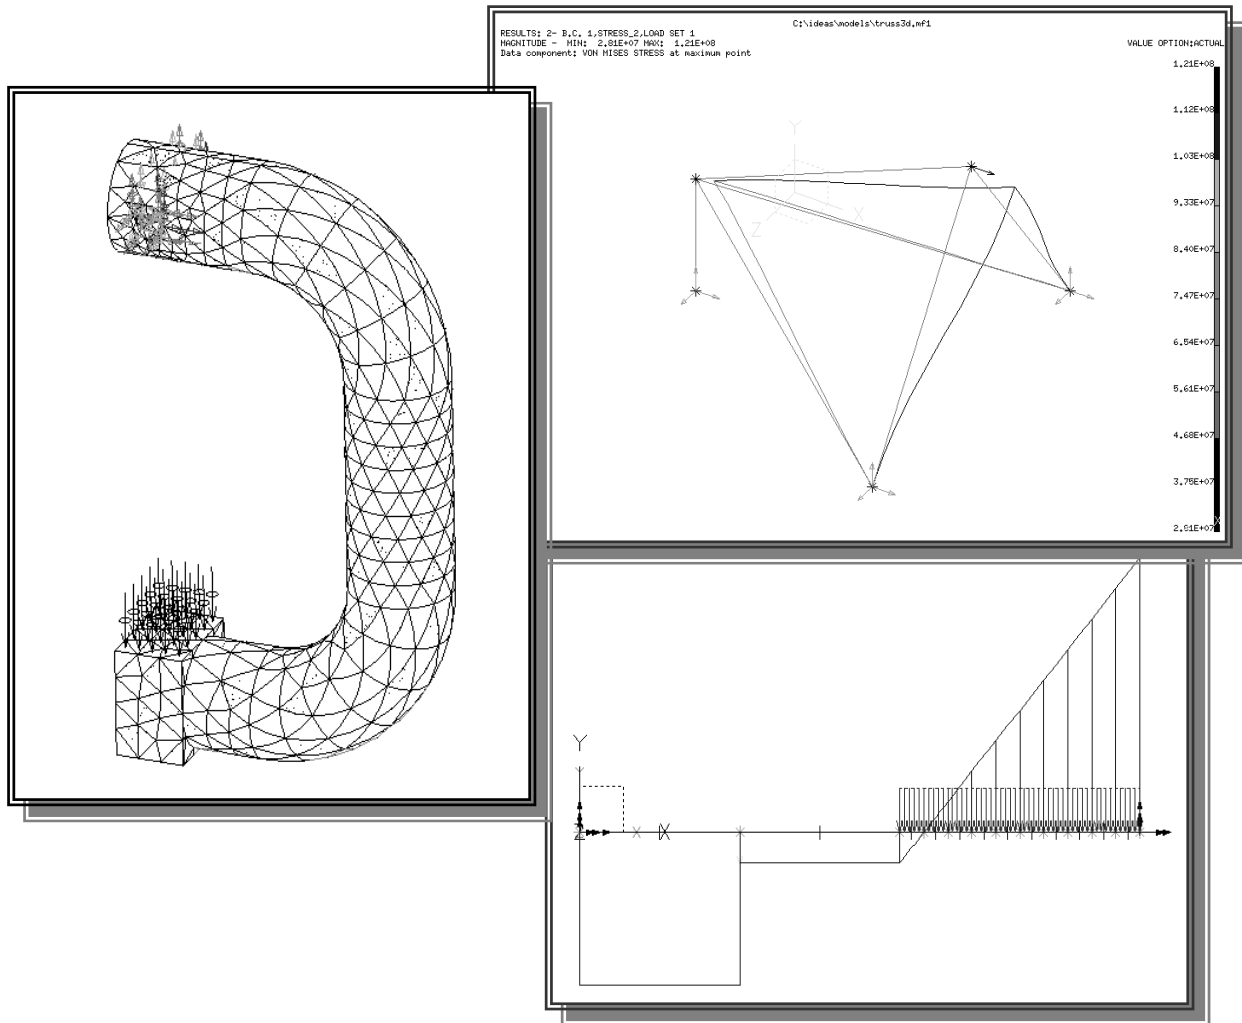 C:\ideas\models\truss3d.mf1
RESULTS: 2- B.C. 1,STRESS_2,LOAD SET 1
MAGNITUDE - MIN: 2.81E+07 MAX: 1.21E+08
Data component: VON MISES STRESS at maximum point
VALUE OPTION:ACTUAL
1.21E+08
1.12E+08
1.03E+08
9.33E+07
8.40E+07
7.47E+07
6.54E+07
5.61E+07
4.68E+07
3.75E+07
2.81E+07
Y
X
Z
Y
X
Z